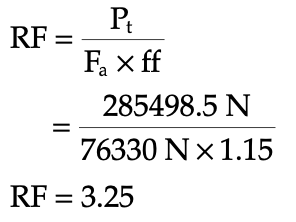 RF = Pₜ / (Fₐ × ff)
= 285498.5 N / (76330 N × 1.15)
RF = 3.25